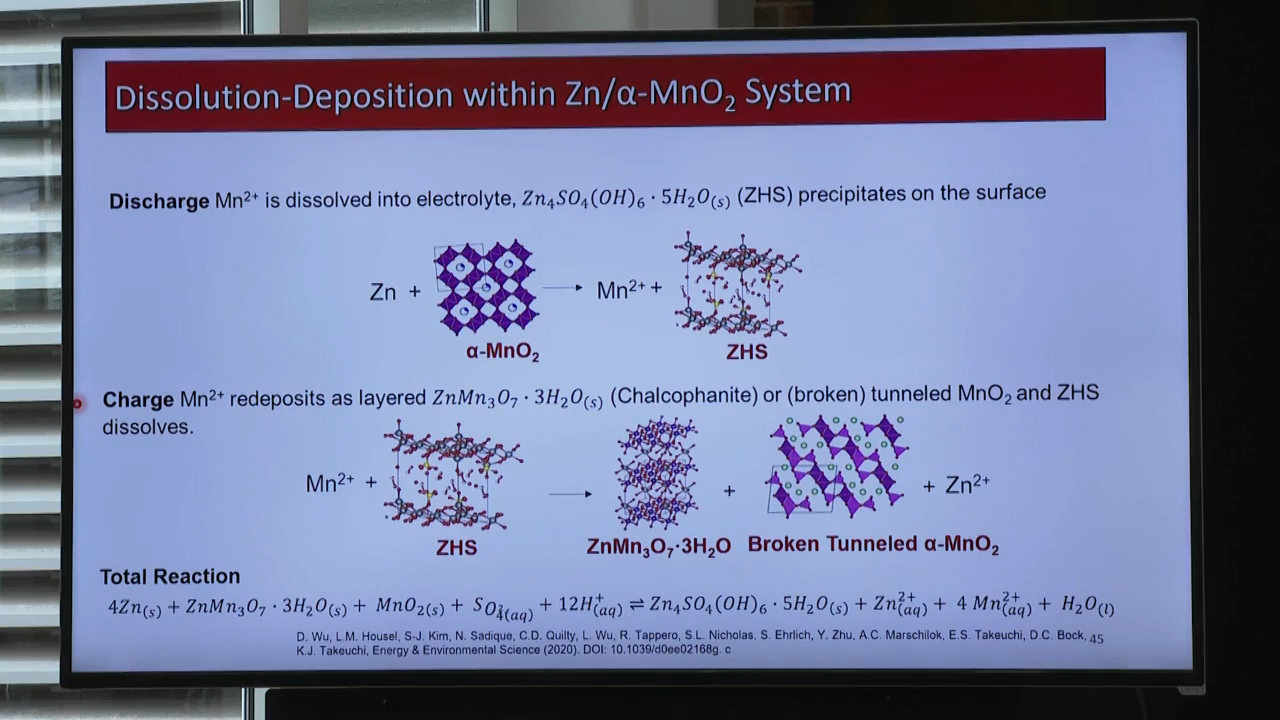 Dissolution-Deposition within Zn/α-MnO₂ System
Discharge Mn²⁺ is dissolved into electrolyte, Zn₄SO₄(OH)₆ · 5H₂O₍ₛ₎ (ZHS) precipitates on the surface
Zn + → Mn²⁺ +
α-MnO₂ ZHS
Charge Mn²⁺ redeposits as layered ZnMn₃O₇ · 3H₂O₍ₛ₎ (Chalcophanite) or (broken) tunneled MnO₂ and ZHS
dissolves.
Mn²⁺ + → + + Zn²⁺
ZHS ZnMn₃O₇·3H₂O Broken Tunneled α-MnO₂
Total Reaction
4Zn(s) + ZnMn₃O₇ · 3H₂O(s) + MnO₂(s) + SO₄²⁻(aq) + 12H⁺(aq) ⇌ Zn₄SO₄(OH)₆ · 5H₂O(s) + Zn²⁺(aq) + 4 Mn²⁺(aq) + H₂O(l)
D. Wu, L.M. Housel, S-J. Kim, N. Sadique, C.D. Quilty, L. Wu, R. Tappero, S.L. Nicholas, S. Ehrlich, Y. Zhu, A.C. Marschilok, E.S. Takeuchi, D.C. Bock, 45
K.J. Takeuchi, Energy & Environmental Science (2020). DOI: 10.1039/d0ee02168g. c